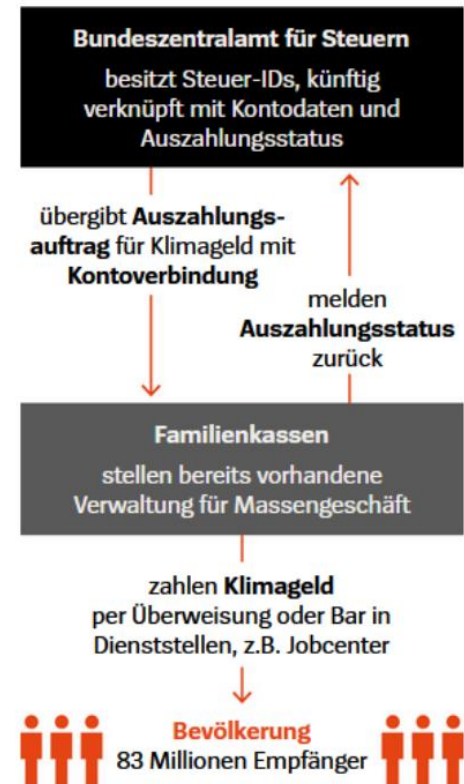 Bundeszentralamt für Steuern
besitzt Steuer-IDs, künftig
verknüpft mit Kontodaten und
Auszahlungsstatus
übergibt Auszahlungs-
auftrag für Klimageld mit
Kontoverbindung
melden
Auszahlungsstatus
zurück
Familienkassen
stellen bereits vorhandene
Verwaltung für Massengeschäft
zahlen Klimageld
per Überweisung oder Bar in
Dienststellen, z.B. Jobcenter
Bevölkerung
83 Millionen Empfänger